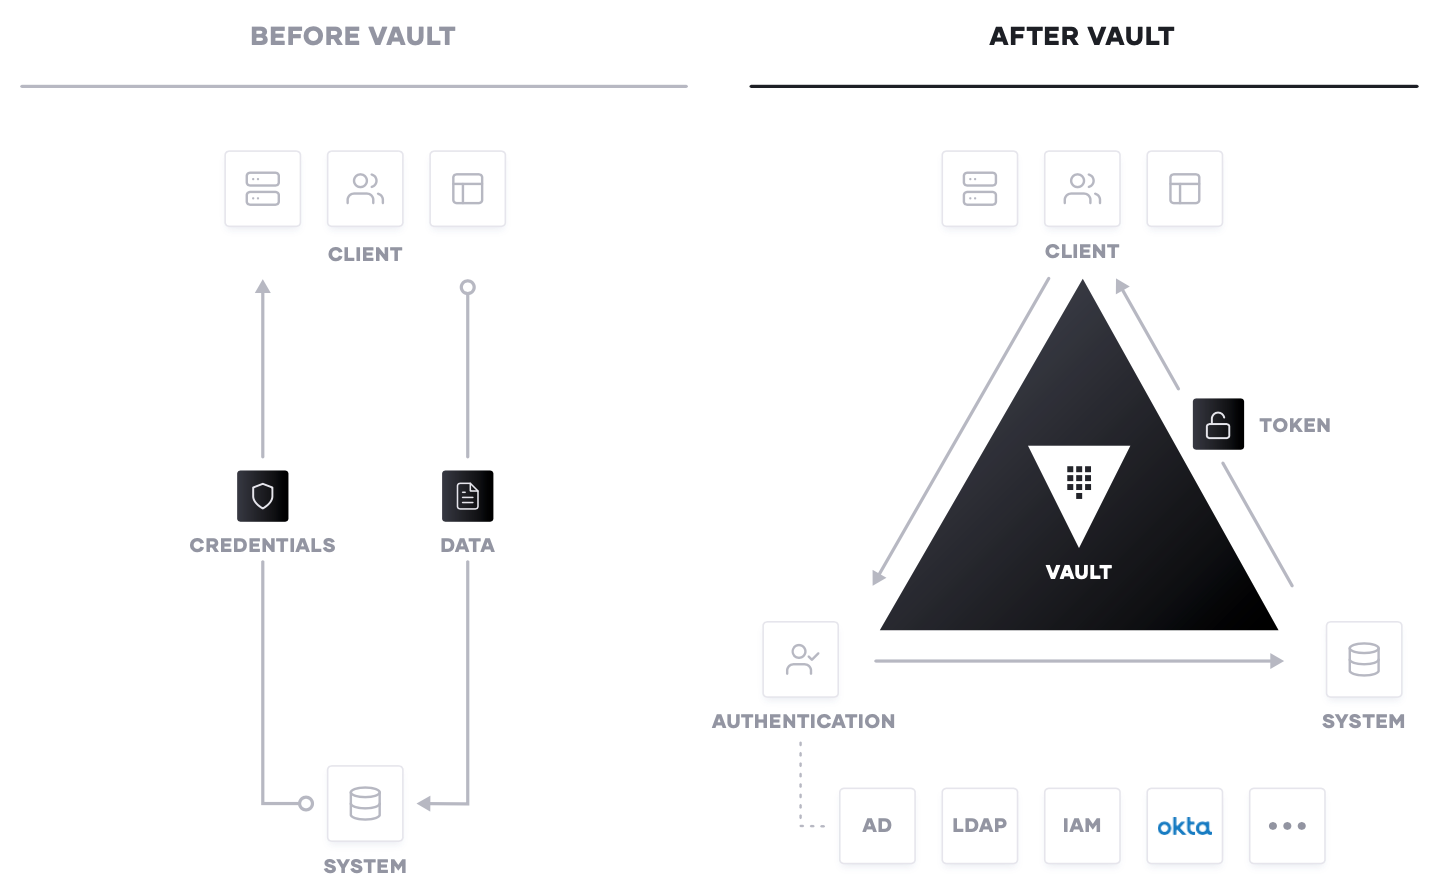 BEFORE VAULT
CLIENT
CREDENTIALS
DATA
SYSTEM
AFTER VAULT
CLIENT
TOKEN
VAULT
AUTHENTICATION
SYSTEM
AD
LDAP
IAM
okta